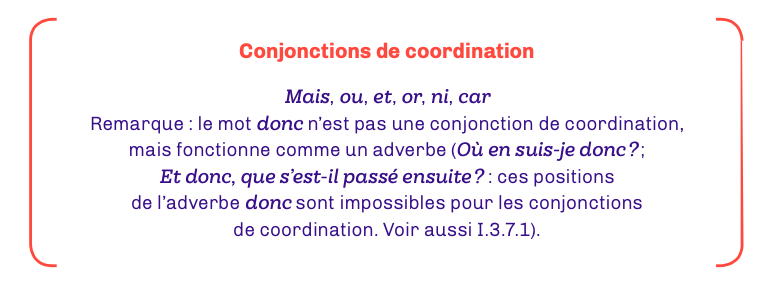 Conjonctions de coordination
Mais, ou, et, or, ni, car
Remarque : le mot donc n’est pas une conjonction de coordination,
mais fonctionne comme un adverbe (Où en suis-je donc ? ;
Et donc, que s’est-il passé ensuite ? : ces positions
de l’adverbe donc sont impossibles pour les conjonctions
de coordination. Voir aussi I.3.7.1).